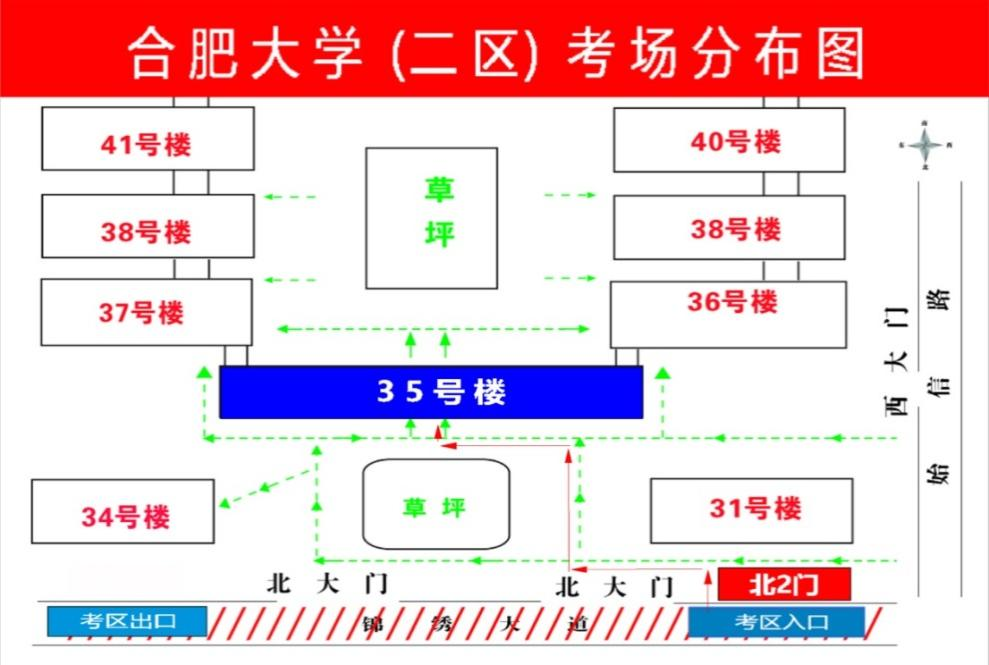 合肥大学(二区)考场分布图
41号楼
40号楼
南
东
西
北
草坪
38号楼
38号楼
37号楼
36号楼
西大门
始信路
35号楼
34号楼
草坪
31号楼
北大门
北大门
北2门
考区出口
锦绣大道
考区入口